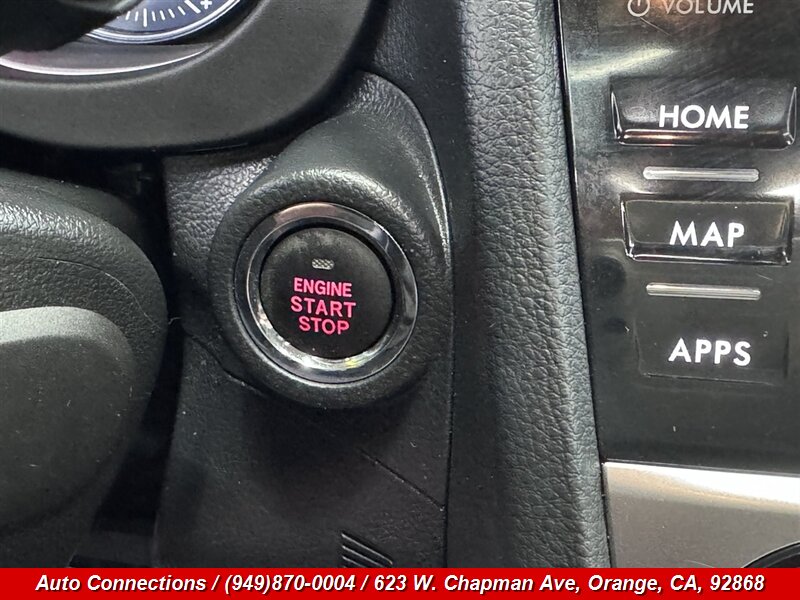 VOLUME
HOME
MAP
APPS
ENGINE
START
STOP
Auto Connections / (949)870-0004 / 623 W. Chapman Ave, Orange, CA, 92868